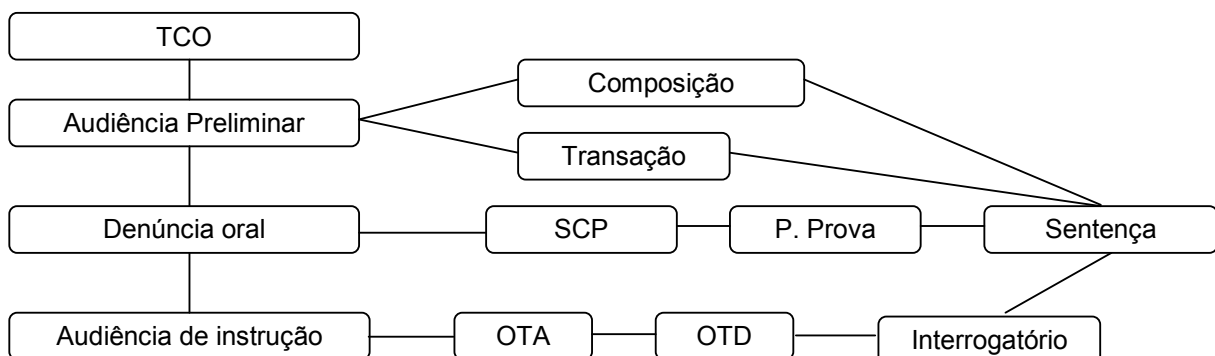 TCO
Composição
Audiência Preliminar
Transação
Denúncia oral
SCP
P. Prova
Sentença
Audiência de instrução
OTA
OTD
Interrogatório